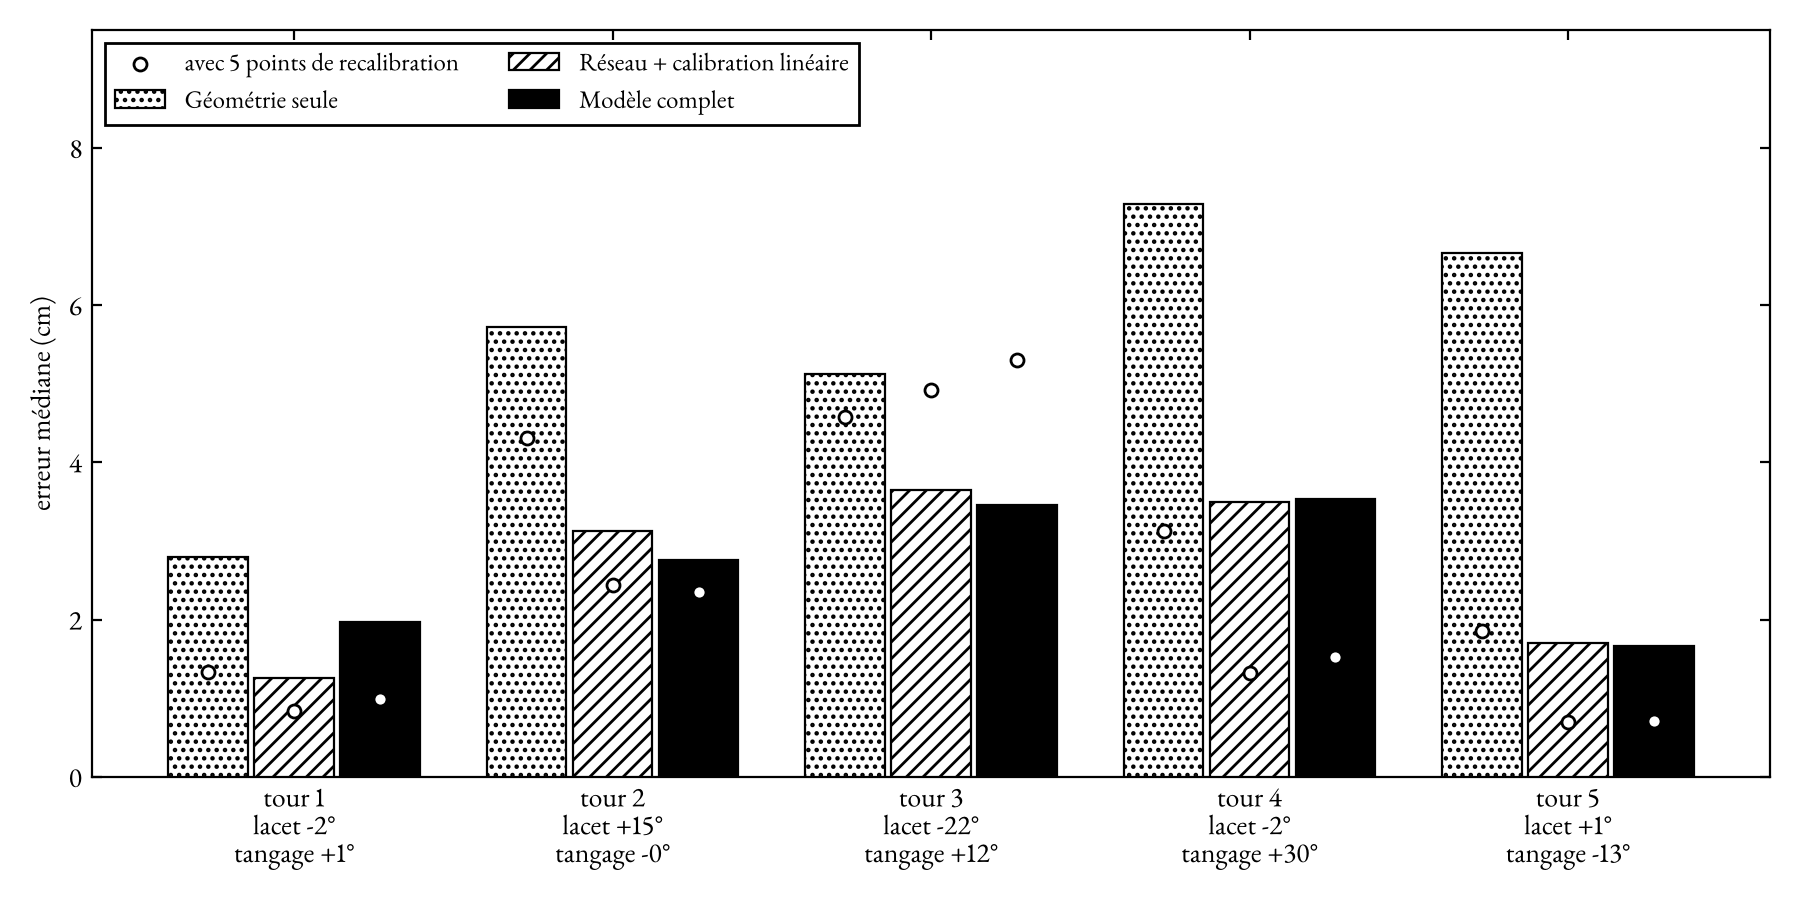 avec 5 points de recalibration
Géométrie seule
Réseau + calibration linéaire
Modèle complet
erreur médiane (cm)
8
6
4
2
0
tour 1
lacet -2°
tangage +1°
tour 2
lacet +15°
tangage -0°
tour 3
lacet -22°
tangage +12°
tour 4
lacet -2°
tangage +30°
tour 5
lacet +1°
tangage -13°